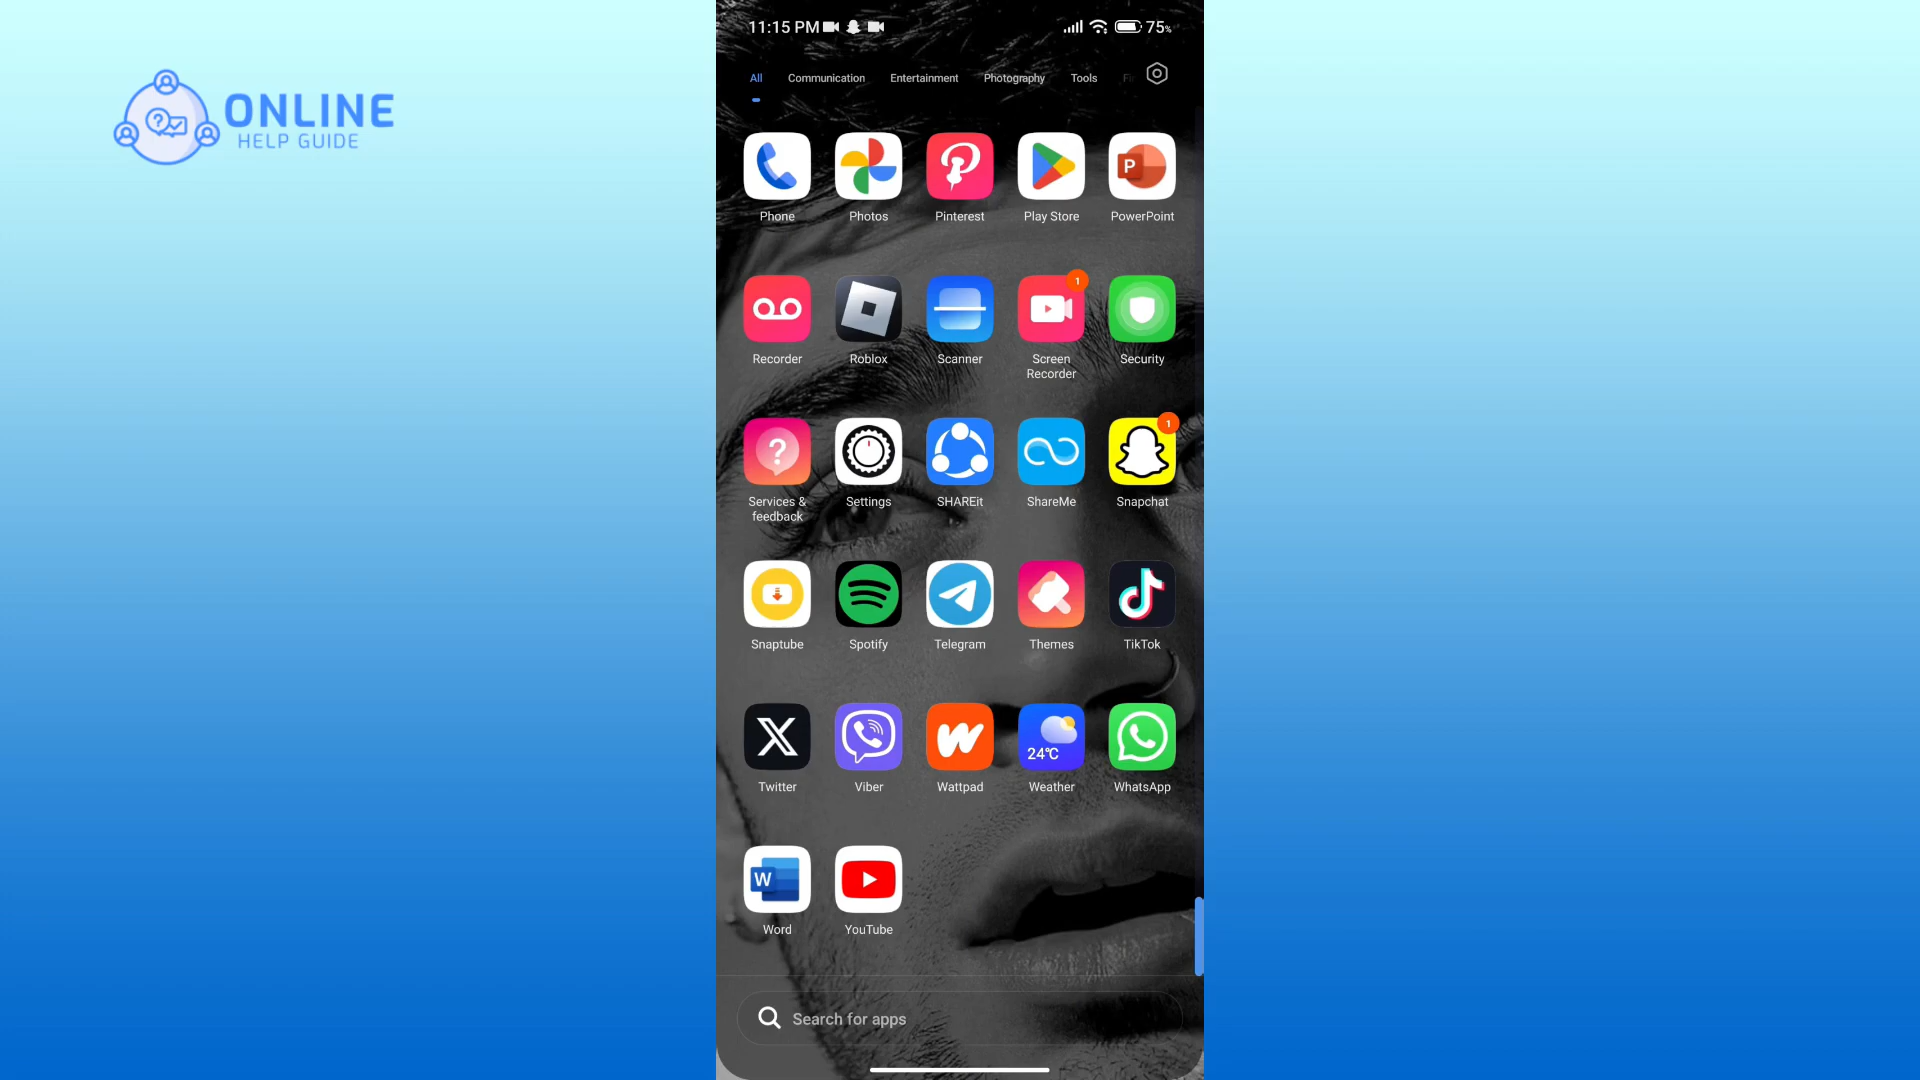 11:15 PM
75%
ONLINE
HELP GUIDE
All Communication Entertainment Photography Tools
Phone Photos Pinterest Play Store PowerPoint
P
1
Recorder Roblox Scanner Screen Recorder Security
1
?
Services & feedback Settings SHAREit ShareMe Snapchat
Snaptube Spotify Telegram Themes TikTok
24°C
Twitter Viber Wattpad Weather WhatsApp
W
Word YouTube
Search for apps